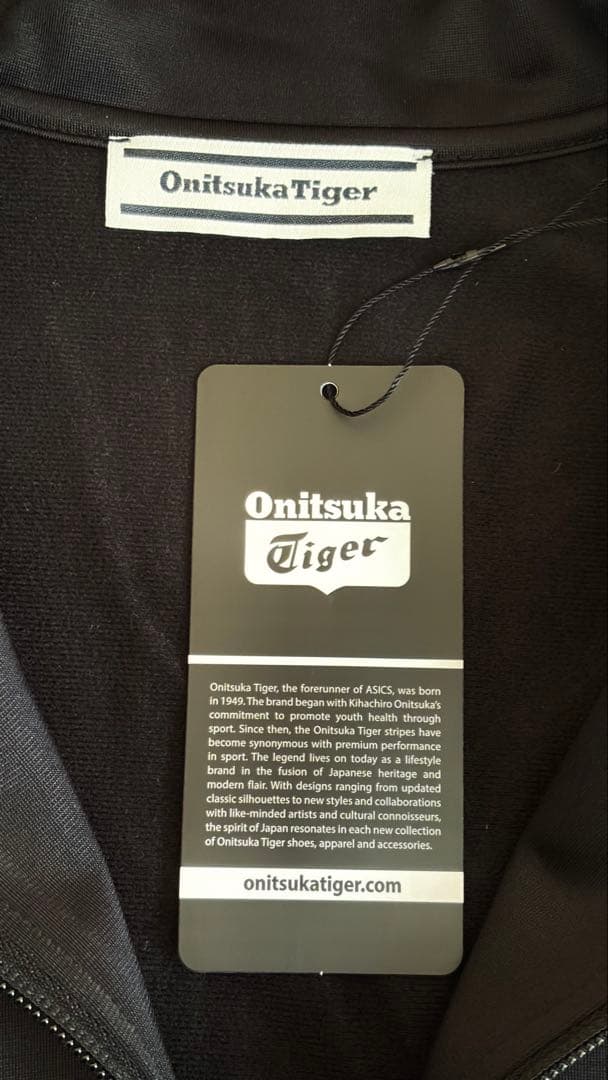 Onitsuka Tiger
Onitsuka
Tiger
Onitsuka Tiger, the forerunner of ASICS, was born
in 1949. The brand began with Kihachiro Onitsuka's
commitment to promote youth health through
sport. Since then, the Onitsuka Tiger stripes have
become synonymous with premium performance
in sport. The legend lives on today as a lifestyle
brand in the fusion of Japanese heritage and
modern flair. With designs ranging from updated
classic silhouettes to new styles and collaborations
with like-minded artists and cultural connoisseurs,
the spirit of Japan resonates in each new collection
of Onitsuka Tiger shoes, apparel and accessories.
onitsukatiger.com